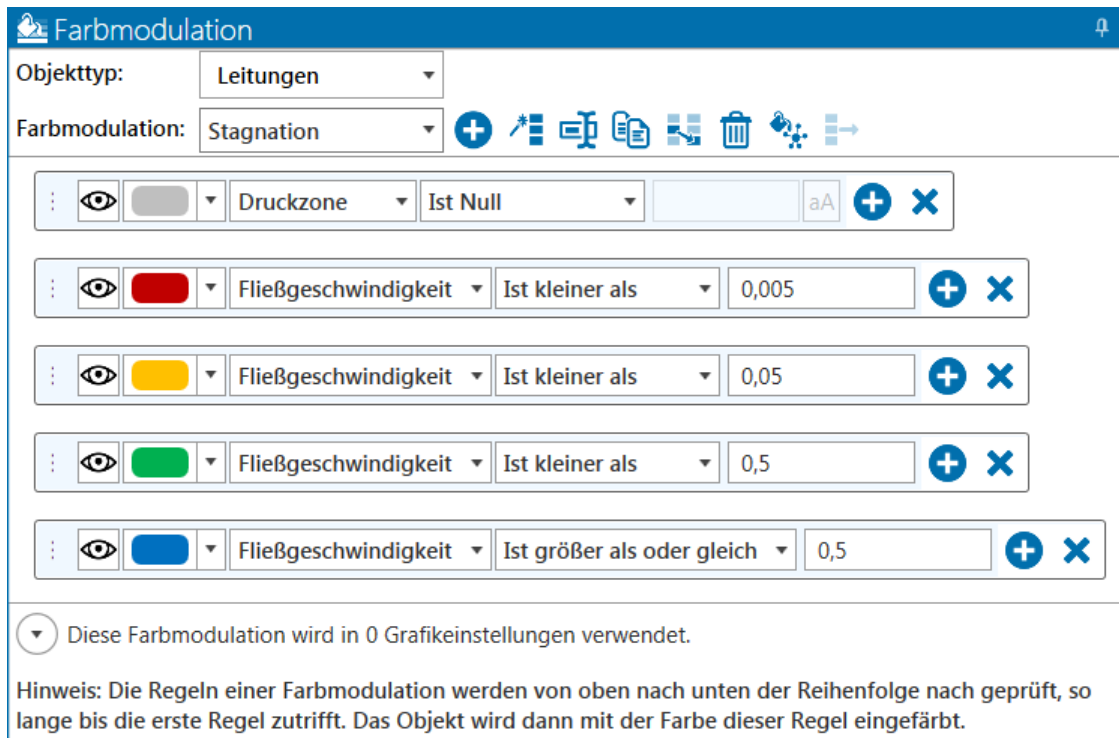 Farbmodulation
Objekttyp: Leitungen
Farbmodulation: Stagnation
Druckzone Ist Null aA
Fließgeschwindigkeit Ist kleiner als 0,005
Fließgeschwindigkeit Ist kleiner als 0,05
Fließgeschwindigkeit Ist kleiner als 0,5
Fließgeschwindigkeit Ist größer als oder gleich 0,5
Diese Farbmodulation wird in 0 Grafikeinstellungen verwendet.
Hinweis: Die Regeln einer Farbmodulation werden von oben nach unten der Reihenfolge nach geprüft, so
lange bis die erste Regel zutrifft. Das Objekt wird dann mit der Farbe dieser Regel eingefärbt.